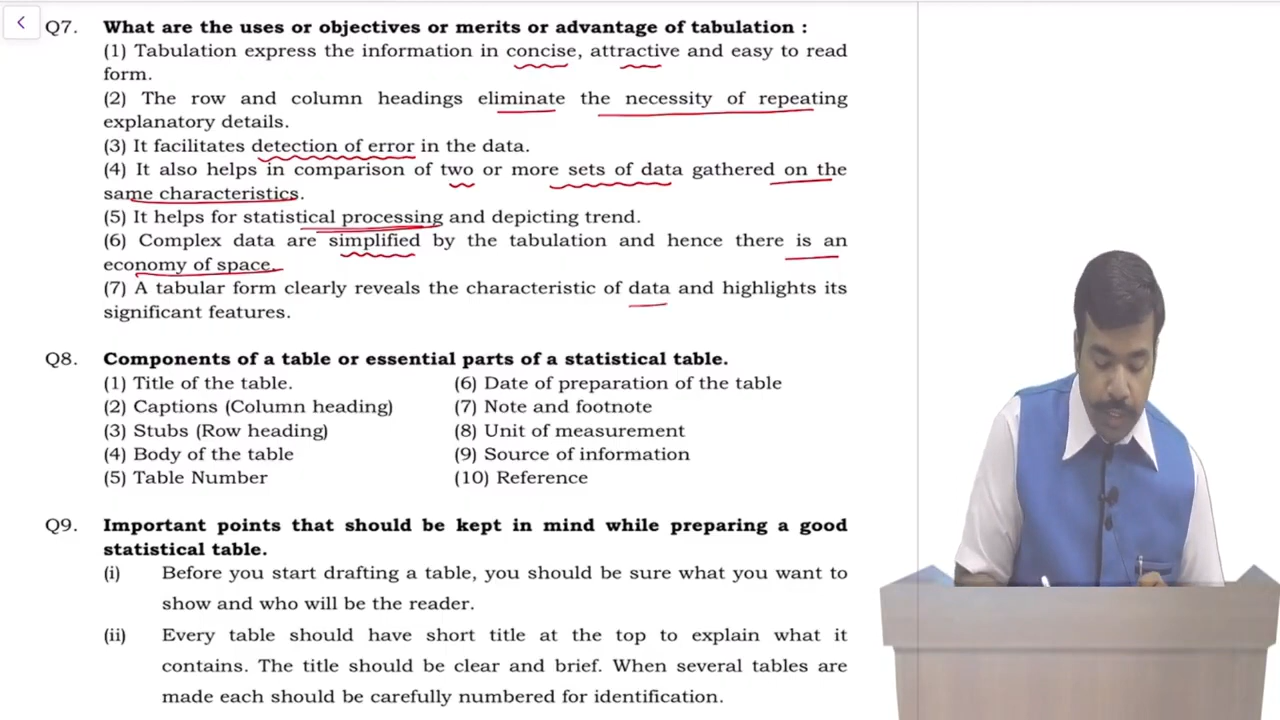 Q7. What are the uses or objectives or merits or advantage of tabulation :
(1) Tabulation express the information in concise, attractive and easy to read
form.
(2) The row and column headings eliminate the necessity of repeating
explanatory details.
(3) It facilitates detection of error in the data.
(4) It also helps in comparison of two or more sets of data gathered on the
same characteristics.
(5) It helps for statistical processing and depicting trend.
(6) Complex data are simplified by the tabulation and hence there is an
economy of space.
(7) A tabular form clearly reveals the characteristic of data and highlights its
significant features.
Q8. Components of a table or essential parts of a statistical table.
(1) Title of the table.
(2) Captions (Column heading)
(3) Stubs (Row heading)
(4) Body of the table
(5) Table Number
(6) Date of preparation of the table
(7) Note and footnote
(8) Unit of measurement
(9) Source of information
(10) Reference
Q9. Important points that should be kept in mind while preparing a good
statistical table.
(i) Before you start drafting a table, you should be sure what you want to
show and who will be the reader.
(ii) Every table should have short title at the top to explain what it
contains. The title should be clear and brief. When several tables are
made each should be carefully numbered for identification.